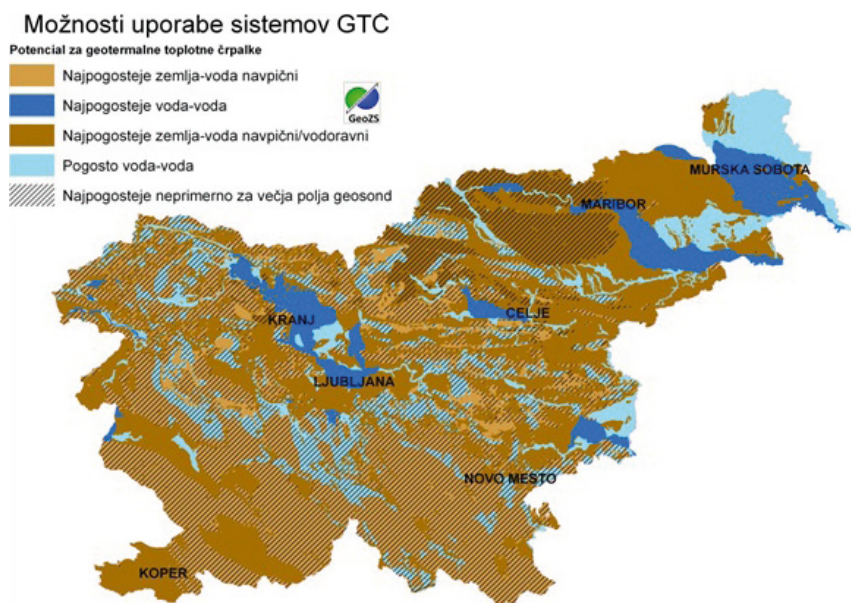 Možnosti uporabe sistemov GTC
Potencial za geotermalne toplotne črpalke
Najpogosteje zemlja-voda navpični
Najpogosteje voda-voda
Najpogosteje zemlja-voda navpični/vodoravni
Pogosto voda-voda
Najpogosteje neprimerno za večja polja geosond
GeoZS
MURSKA SOBOTA
MARIBOR
CELJE
KRANJ
LJUBLJANA
NOVO MESTO
KOPER